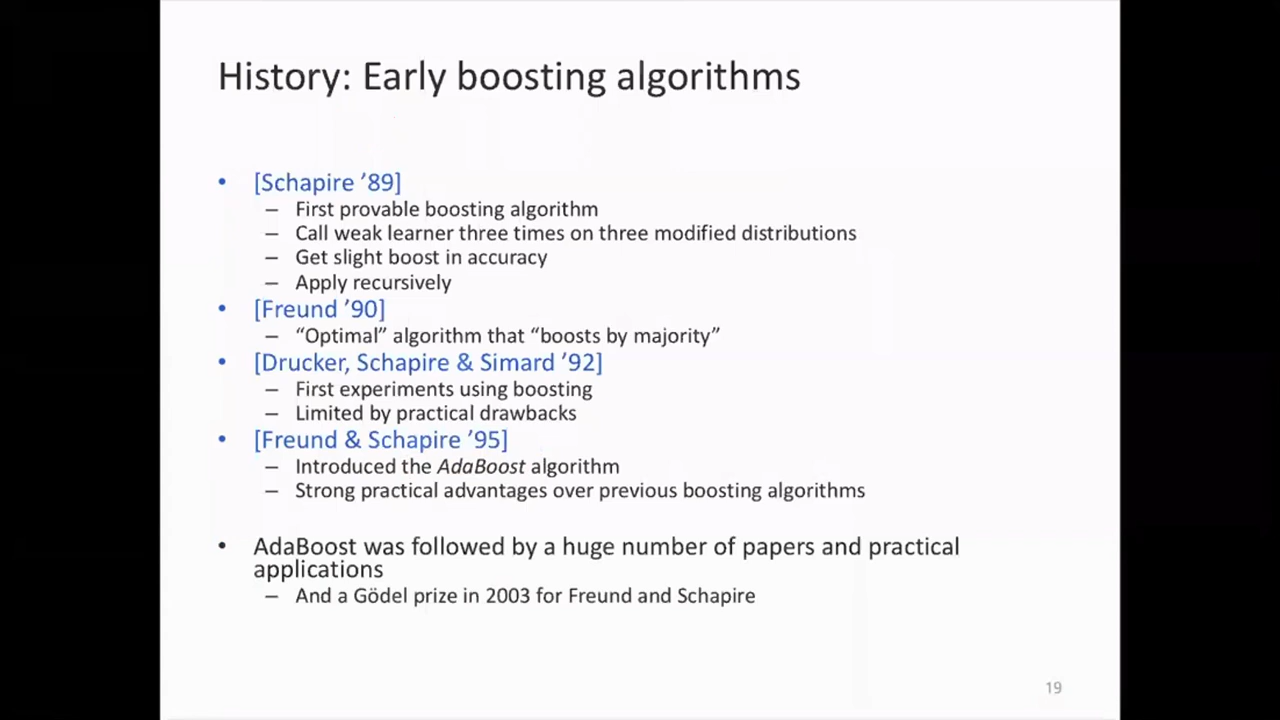 History: Early boosting algorithms
• [Schapire ’89]
– First provable boosting algorithm
– Call weak learner three times on three modified distributions
– Get slight boost in accuracy
– Apply recursively
• [Freund ’90]
– “Optimal” algorithm that “boosts by majority”
• [Drucker, Schapire & Simard ’92]
– First experiments using boosting
– Limited by practical drawbacks
• [Freund & Schapire ’95]
– Introduced the AdaBoost algorithm
– Strong practical advantages over previous boosting algorithms
• AdaBoost was followed by a huge number of papers and practical
applications
– And a Gödel prize in 2003 for Freund and Schapire
19